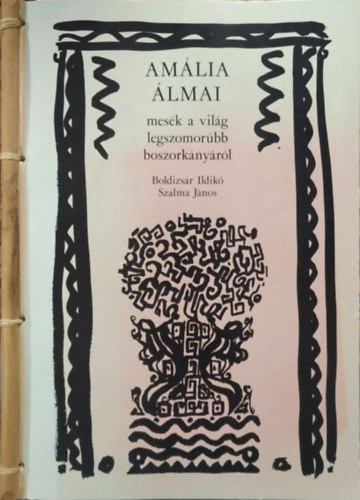 AMÁLIA
ÁLMAI
mesék a világ
legszomorúbb
boszorkányáról
Boldizsár Ildikó
Szalma János